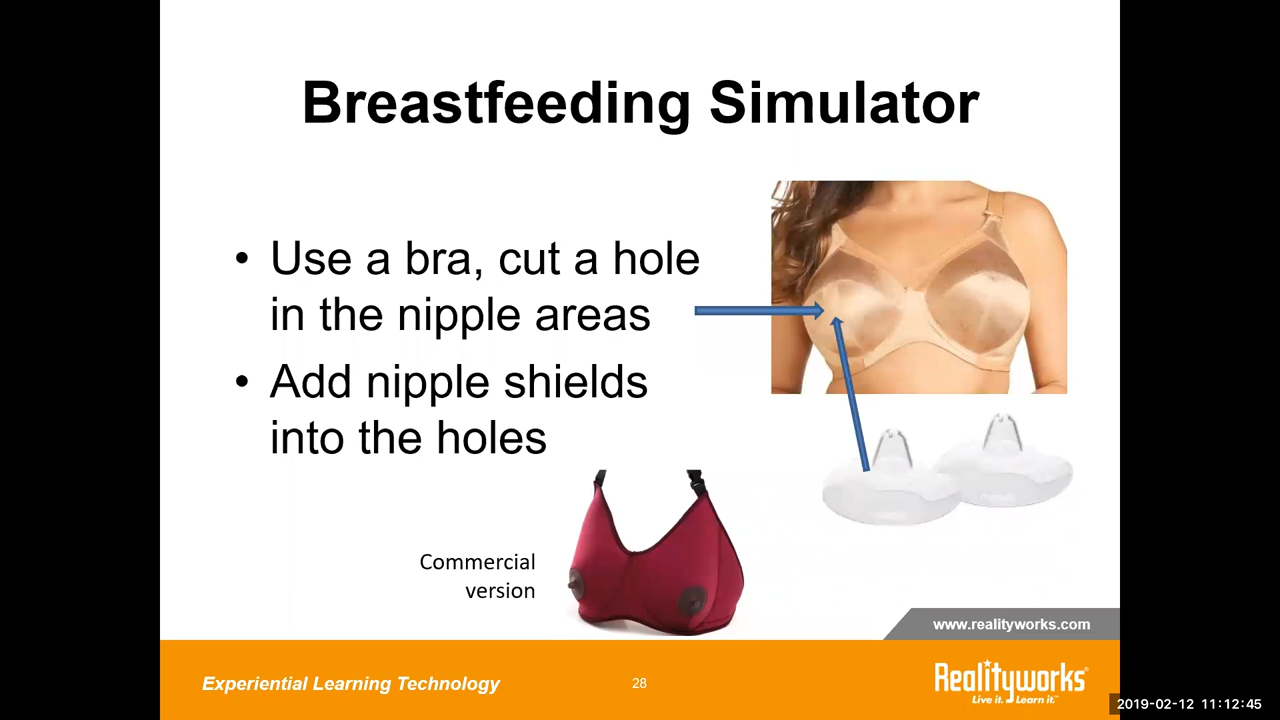 Breastfeeding Simulator
• Use a bra, cut a hole
in the nipple areas
• Add nipple shields
into the holes
Commercial
version
www.realityworks.com
Experiential Learning Technology
28
Realityworks®
Live it. Learn it.™
2019-02-12 11:12:45